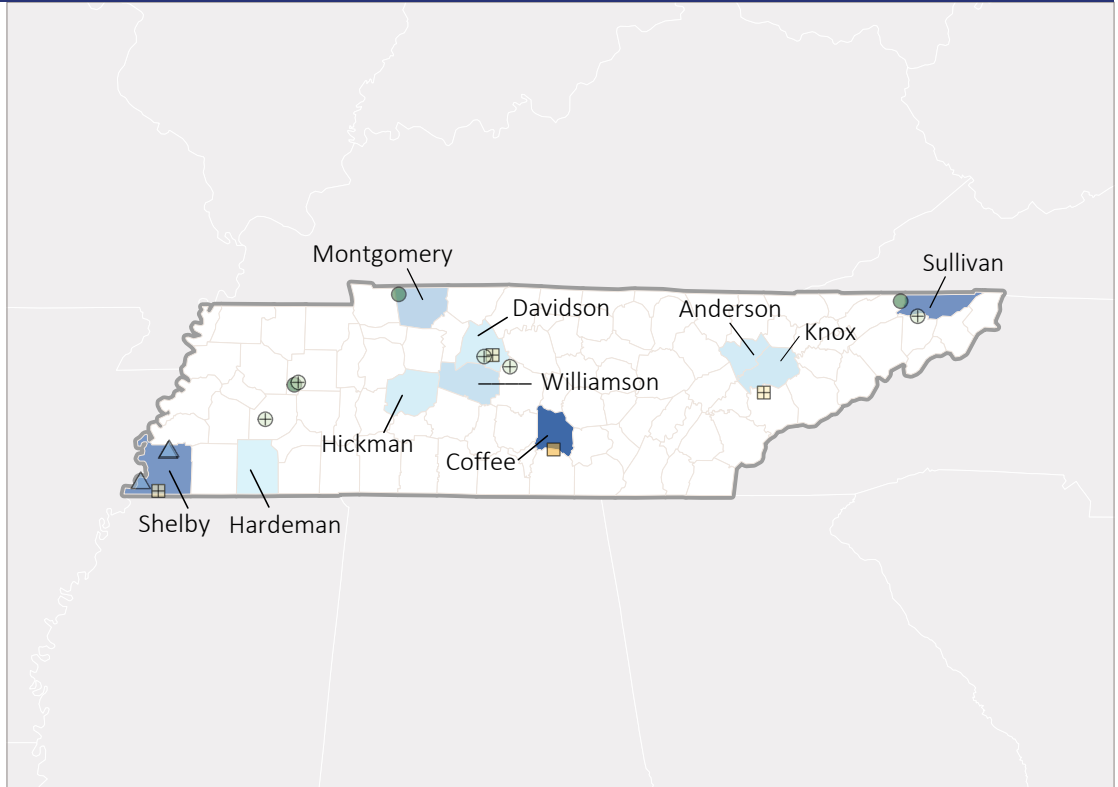 Montgomery
Sullivan
Davidson
Anderson
Knox
Williamson
Hickman
Coffee
Shelby
Hardeman